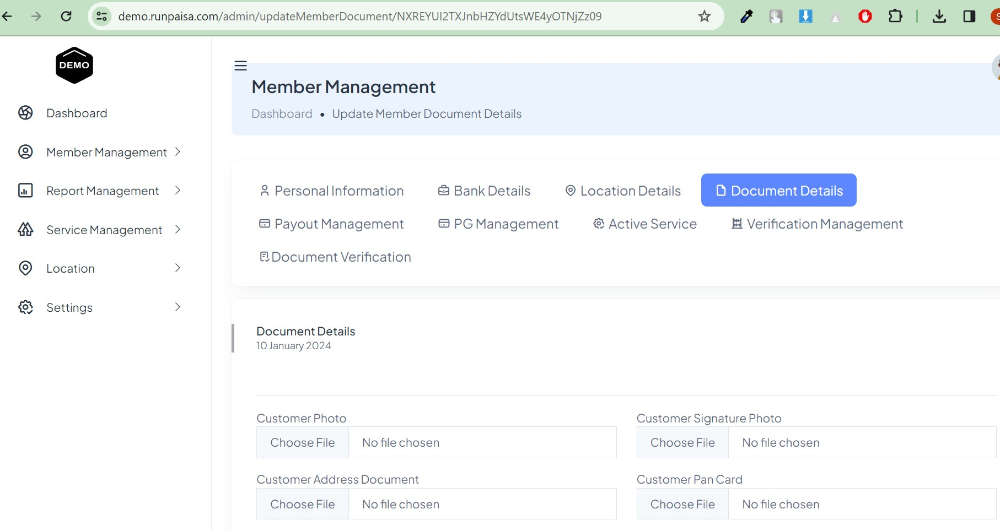 demo.runpaisa.com/admin/updateMemberDocument/NXREYUI2TXJnbHZYdUtsWE4yOTNjZz09
DEMO
Dashboard
Member Management
Report Management
Service Management
Location
Settings
Member Management
Dashboard • Update Member Document Details
Personal Information Bank Details Location Details Document Details
Payout Management PG Management Active Service Verification Management
Document Verification
Document Details
10 January 2024
Customer Photo Customer Signature Photo
Choose File No file chosen Choose File No file chosen
Customer Address Document Customer Pan Card
Choose File No file chosen Choose File No file chosen